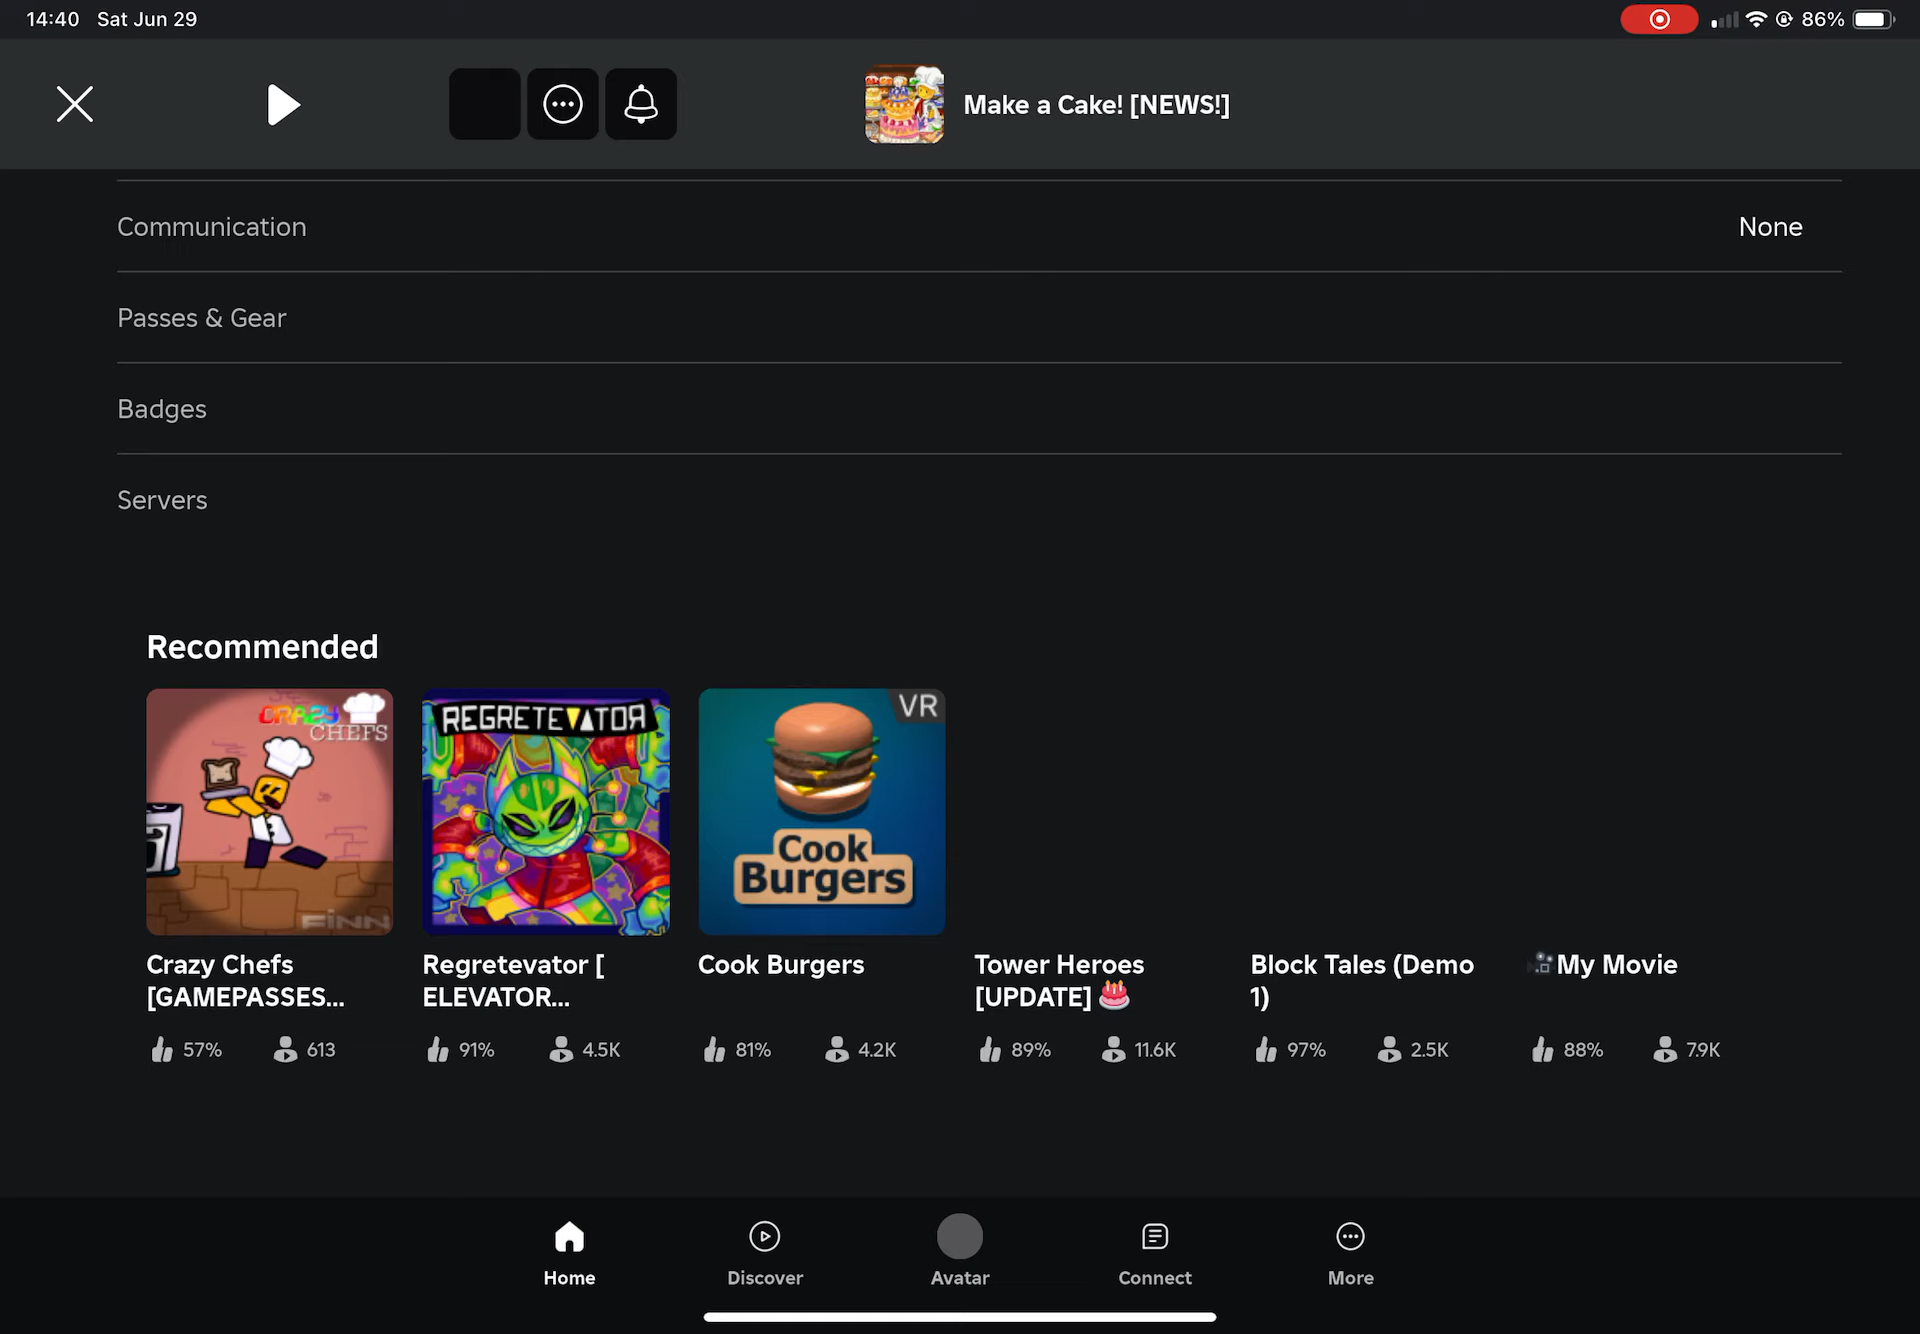 14:40 Sat Jun 29
86%
Make a Cake! [NEWS!]
Communication
None
Passes & Gear
Badges
Servers
Recommended
CRAZY
CHEFS
FINN
REGRETEVATOR
VR
Cook
Burgers
Crazy Chefs
[GAMEPASSES...
57% 613
Regretevator [
ELEVATOR...
91% 4.5K
Cook Burgers
81% 4.2K
Tower Heroes
[UPDATE] 🎂
89% 11.6K
Block Tales (Demo
1)
97% 2.5K
🎥My Movie
88% 7.9K
Home
Discover
Avatar
Connect
More